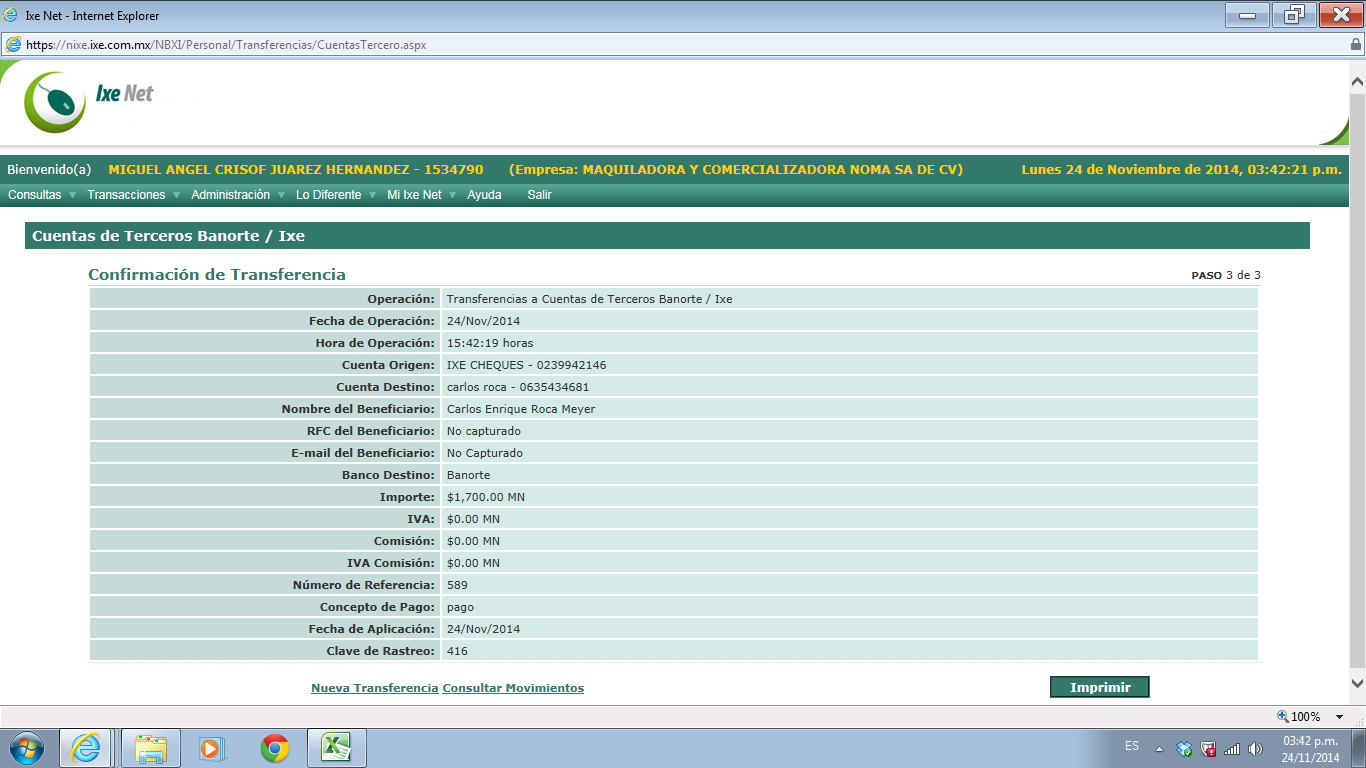 Ixe Net - Internet Explorer
https://nixe.ixe.com.mx/NBXI/Personal/Transferencias/CuentasTercero.aspx
Ixe Net
Bienvenido(a) MIGUEL ANGEL CRISOF JUAREZ HERNANDEZ - 1534790 (Empresa: MAQUILADORA Y COMERCIALIZADORA NOMA SA DE CV) Lunes 24 de Noviembre de 2014, 03:42:21 p.m.
Consultas Transacciones Administración Lo Diferente Mi Ixe Net Ayuda Salir
Cuentas de Terceros Banorte / Ixe
Confirmación de Transferencia PASO 3 de 3
Operación: Transferencias a Cuentas de Terceros Banorte / Ixe
Fecha de Operación: 24/Nov/2014
Hora de Operación: 15:42:19 horas
Cuenta Origen: IXE CHEQUES - 0239942146
Cuenta Destino: carlos roca - 0635434681
Nombre del Beneficiario: Carlos Enrique Roca Meyer
RFC del Beneficiario: No capturado
E-mail del Beneficiario: No Capturado
Banco Destino: Banorte
Importe: $1,700.00 MN
IVA: $0.00 MN
Comisión: $0.00 MN
IVA Comisión: $0.00 MN
Número de Referencia: 589
Concepto de Pago: pago
Fecha de Aplicación: 24/Nov/2014
Clave de Rastreo: 416
Nueva Transferencia Consultar Movimientos Imprimir
100%
ES 03:42 p.m.
24/11/2014